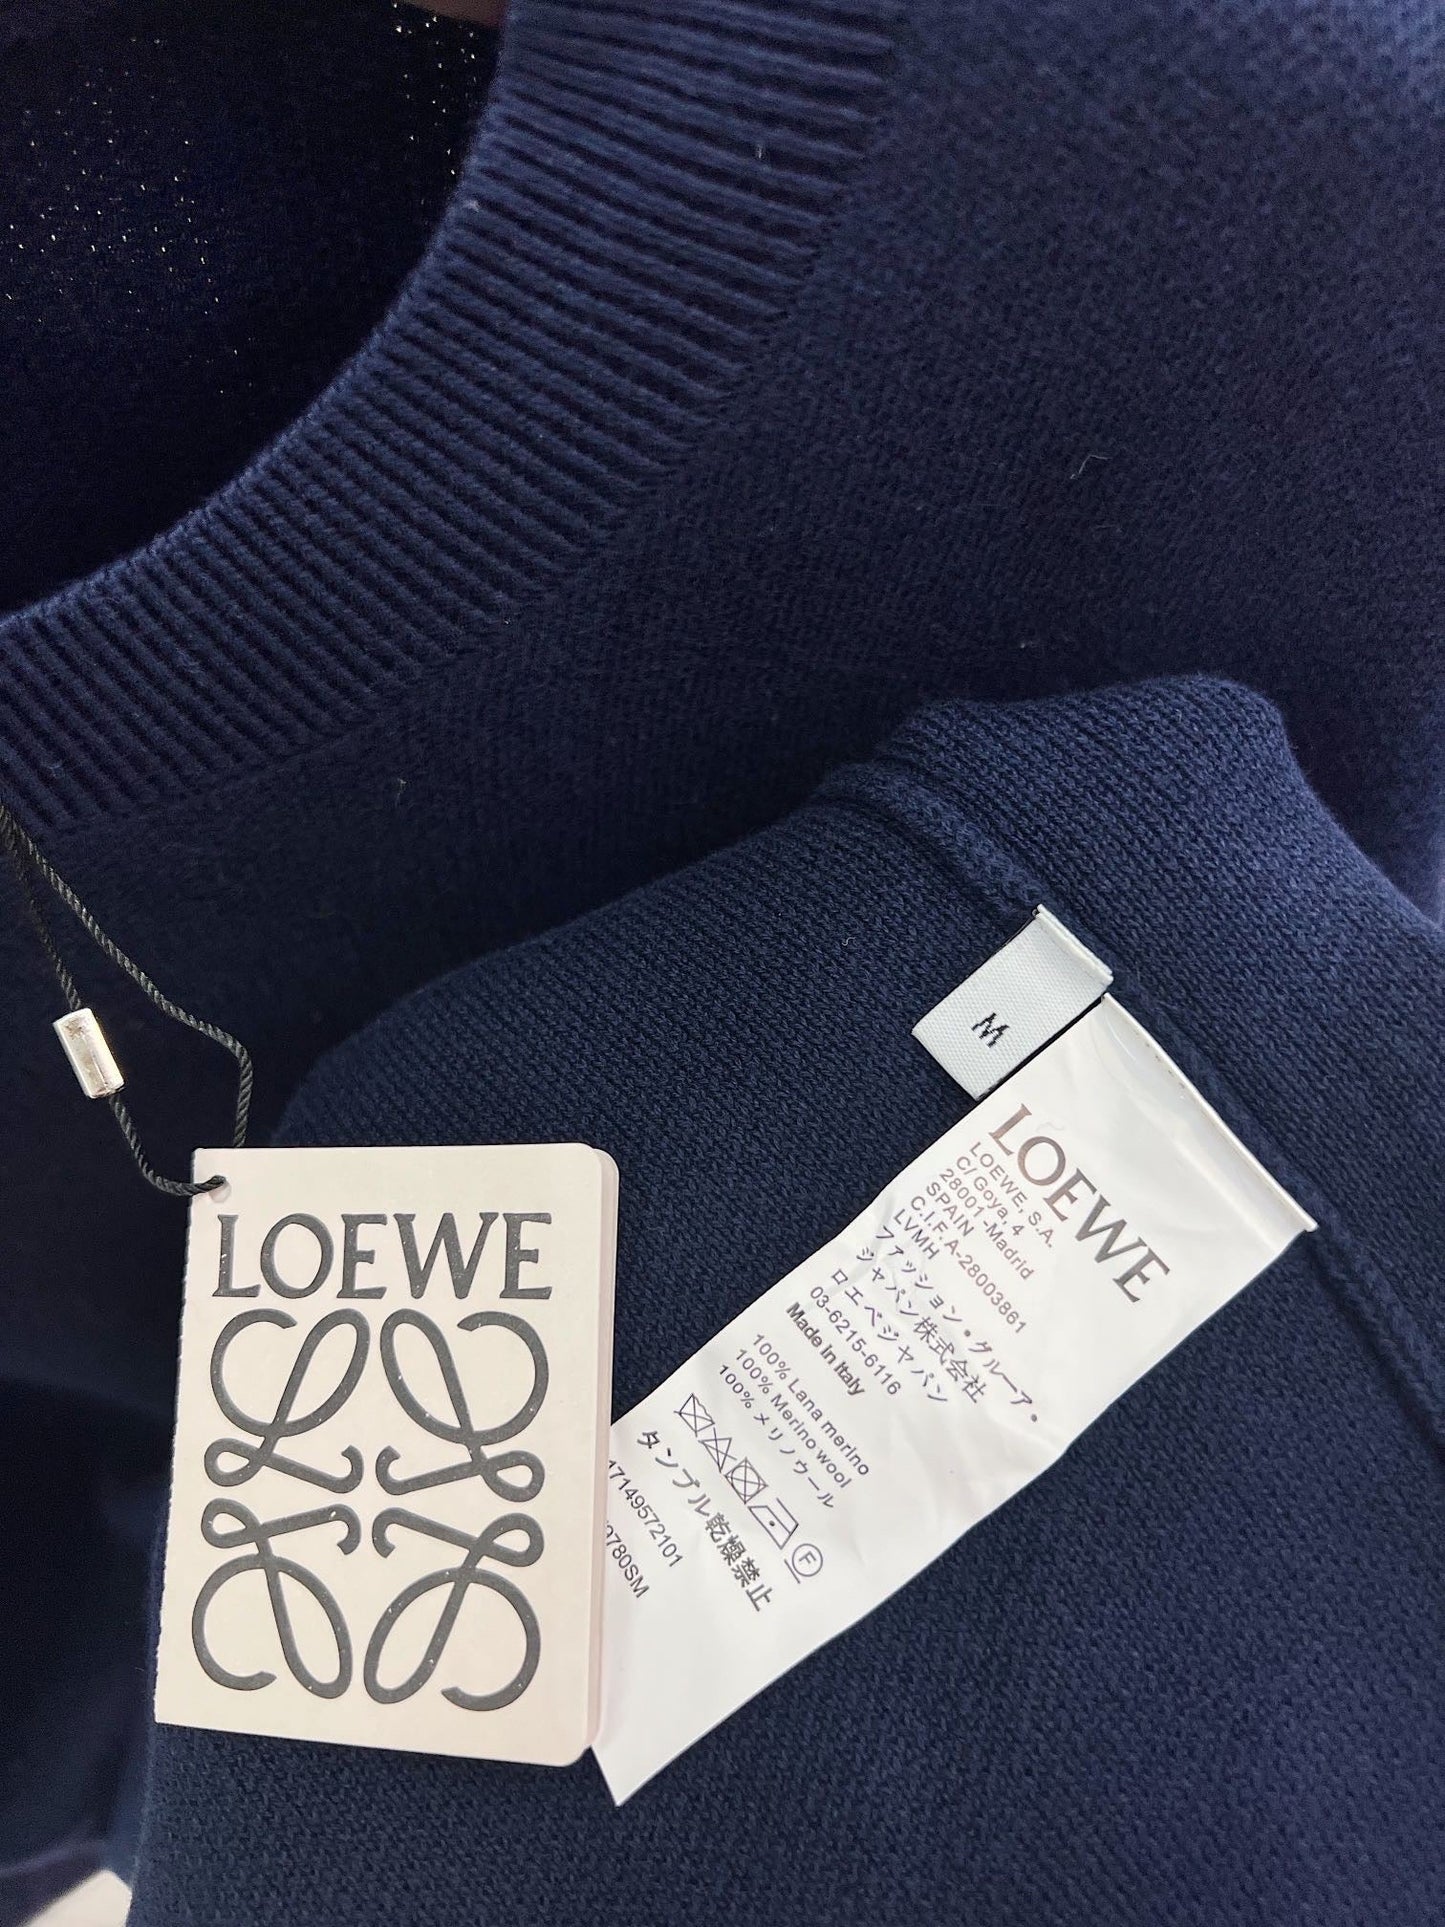 M
LOEWE
LOEWE, S.A.
C/ Goya, 4
28001 -Madrid
SPAIN
C.I.F. A-28003861
LVMH
ファッション・グループ・
ジャパン株式会社
ロエベジャパン
03-6215-6116
Made in Italy
100% Lana merino
100% Merino wool
100% メリノウール
F
タンブル乾燥禁止
17149572101
0780SM
LOEWE